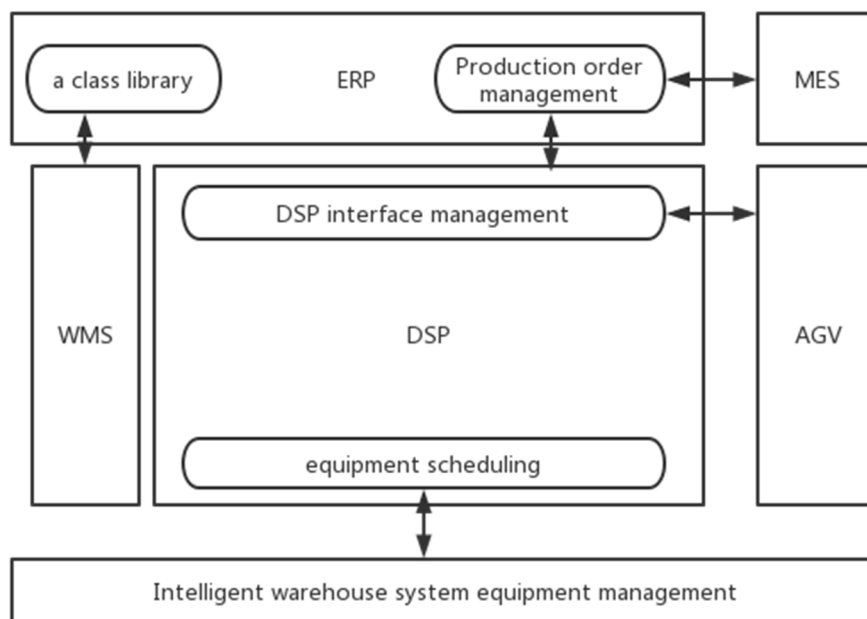 a class library
ERP
Production order
management
MES
DSP interface management
WMS
DSP
AGV
equipment scheduling
Intelligent warehouse system equipment management